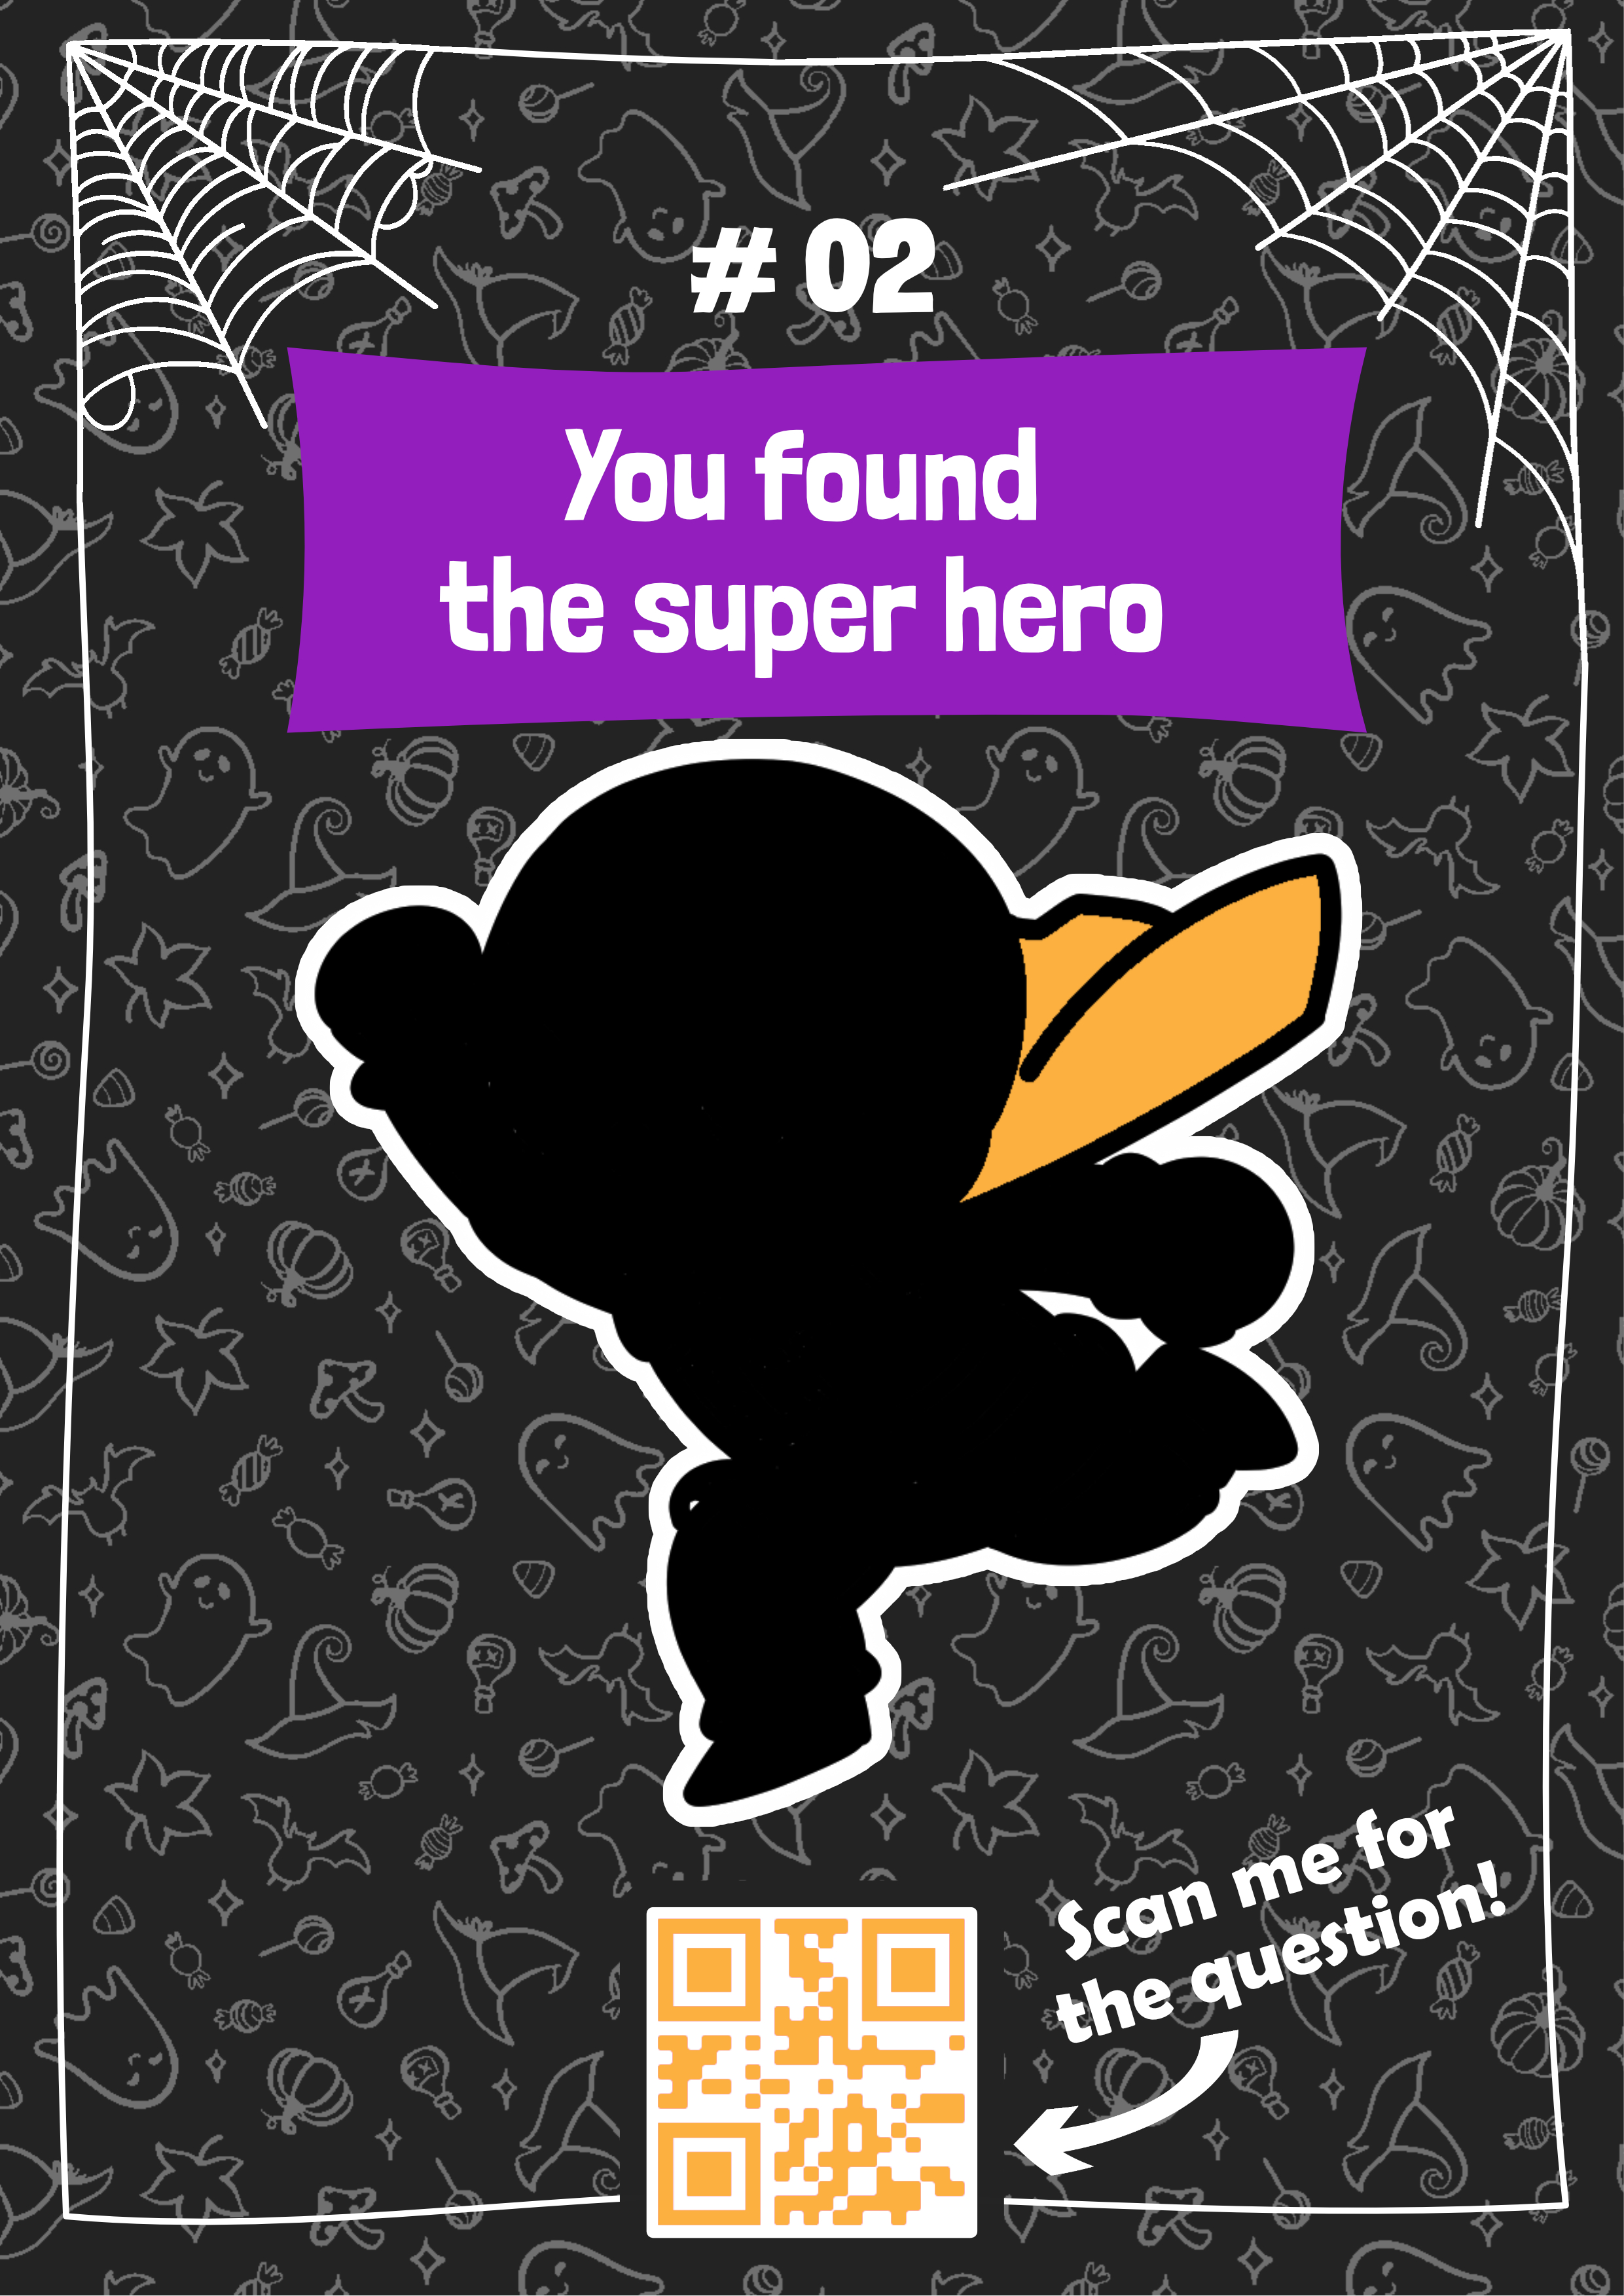 # 02
You found
the super hero
Scan me for
the question!